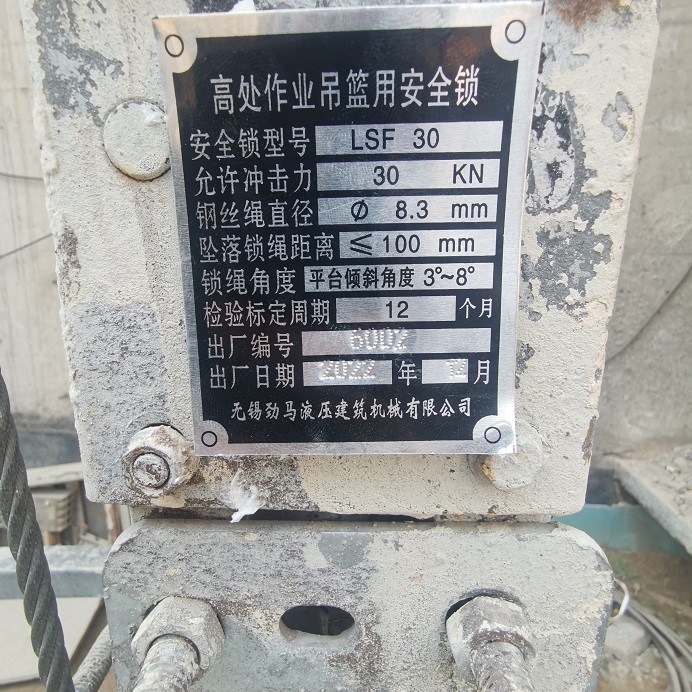 高处作业吊篮用安全锁
安全锁型号 LSF 30
允许冲击力 30 KN
钢丝绳直径 Ø 8.3 mm
坠落锁绳距离 ≤100 mm
锁绳角度 平台倾斜角度 3°~8°
检验标定周期 12 个月
出厂编号 6002
出厂日期 2022 年 月
无锡劲马液压建筑机械有限公司